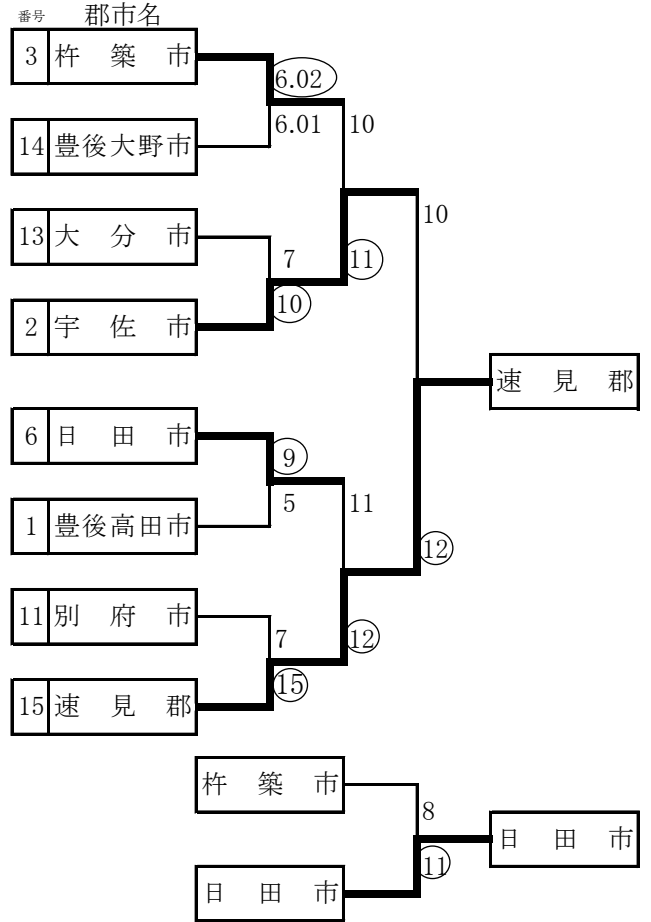 番号 郡市名
3 杵築市
6.02
14 豊後大野市
6.01 10
10
13 大分市
7 ⑪
2 宇佐市
⑩
速見郡
6 日田市
⑨
1 豊後高田市
5 11
⑫
11 別府市
7 ⑫
15 速見郡
⑮
杵築市
8
日田市
⑪
日田市